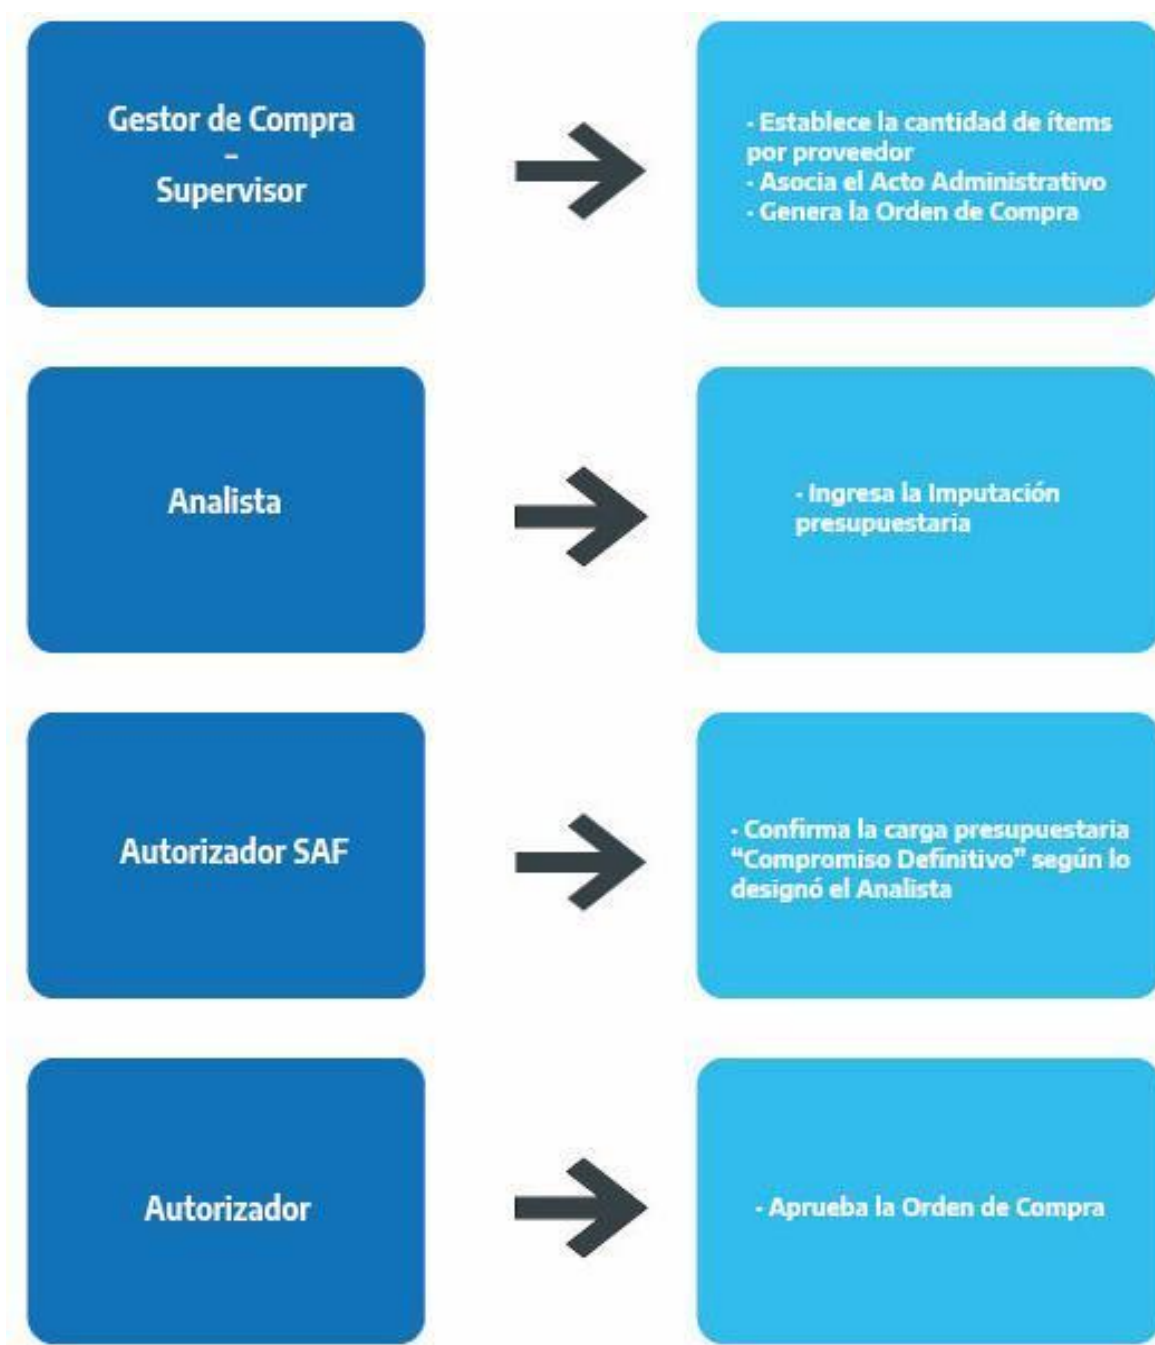 Gestor de Compra
–
Supervisor
· Establece la cantidad de ítems
por proveedor
· Asocia el Acto Administrativo
· Genera la Orden de Compra
Analista
· Ingresa la Imputación
presupuestaria
Autorizador SAF
· Confirma la carga presupuestaria
“Compromiso Definitivo” según lo
designó el Analista
Autorizador
· Aprueba la Orden de Compra